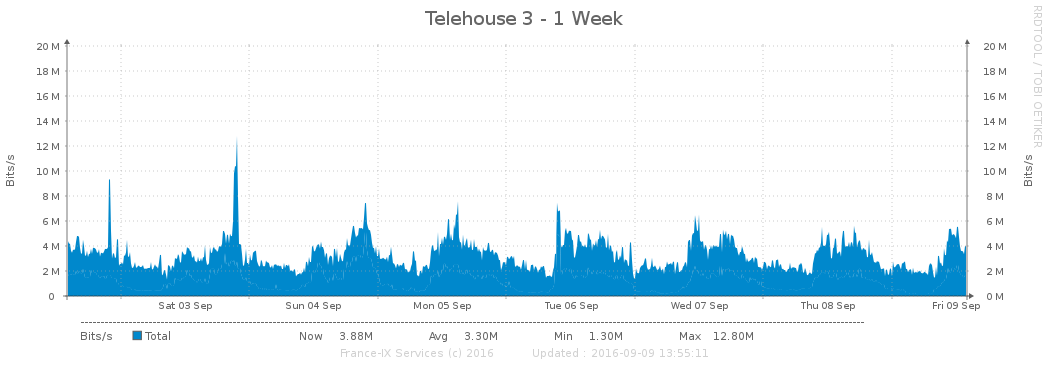 Telehouse 3 - 1 Week
RRDTOOL / TOBI OETIKER
Bits/s
Bits/s
20 M 20 M
18 M 18 M
16 M 16 M
14 M 14 M
12 M 12 M
10 M 10 M
8 M 8 M
6 M 6 M
4 M 4 M
2 M 2 M
0 0 M
Sat 03 Sep Sun 04 Sep Mon 05 Sep Tue 06 Sep Wed 07 Sep Thu 08 Sep Fri 09 Sep
Bits/s Total Now 3.88M Avg 3.30M Min 1.30M Max 12.80M
France-IX Services (c) 2016 Updated : 2016-09-09 13:55:11